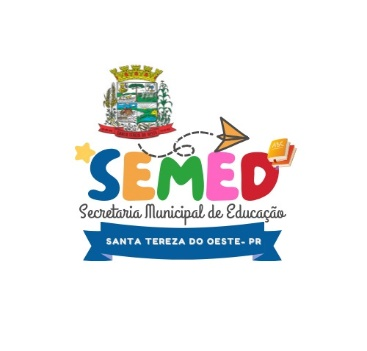 SEMED
Secretaria Municipal de Educação
SANTA TEREZA DO OESTE- PR